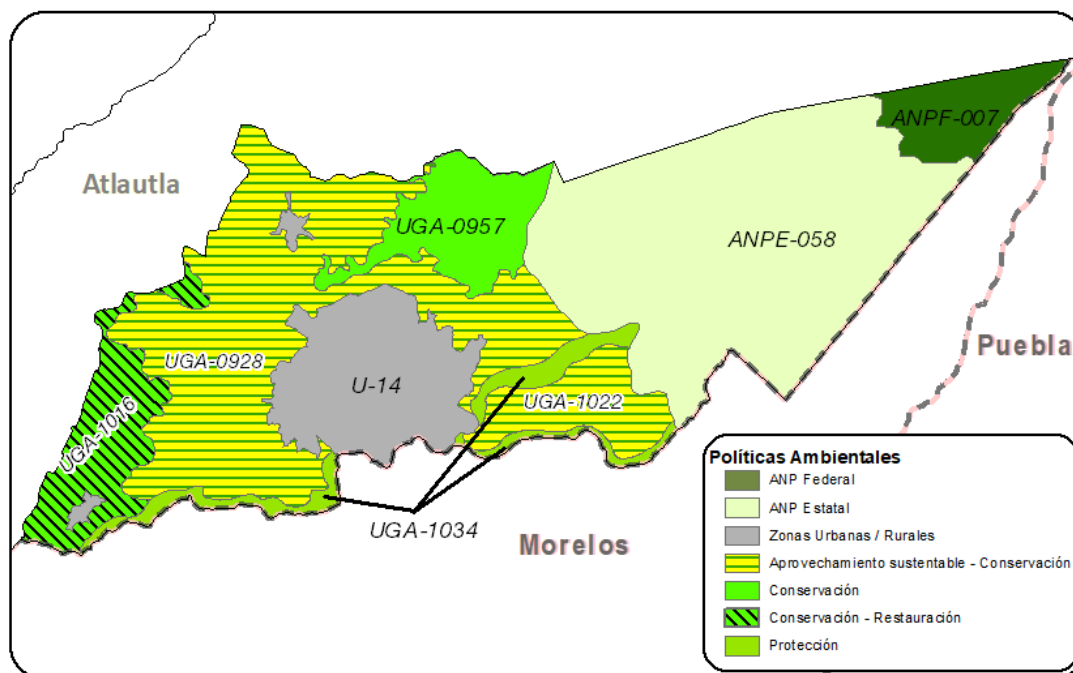 ANPF-007
Atlautla
UGA-0957
ANPE-058
Puebla
UGA-0928
U-14
UGA-1022
UGA-1016
UGA-1034
Morelos
Políticas Ambientales
ANP Federal
ANP Estatal
Zonas Urbanas / Rurales
Aprovechamiento sustentable - Conservación
Conservación
Conservación - Restauración
Protección